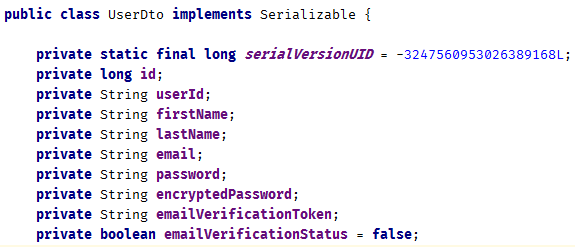 public class UserDto implements Serializable {
private static final long serialVersionUID = -3247560953026389168L;
private long id;
private String userId;
private String firstName;
private String lastName;
private String email;
private String password;
private String encryptedPassword;
private String emailVerificationToken;
private boolean emailVerificationStatus = false;